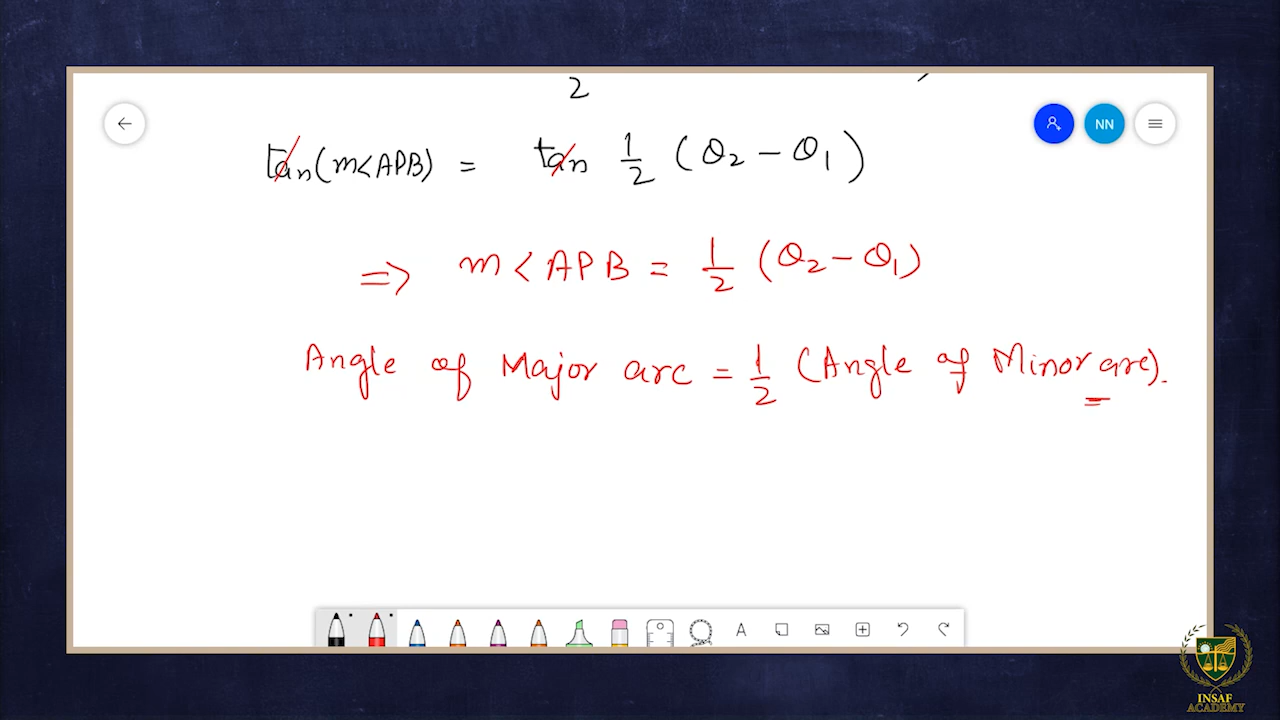 2
tan(m<APB) = tan 1/2 (θ2 − θ1)
=> m<APB = 1/2 (θ2 − θ1)
Angle of Major arc = 1/2 (Angle of Minor arc).
NN
A
INSAF
ACADEMY